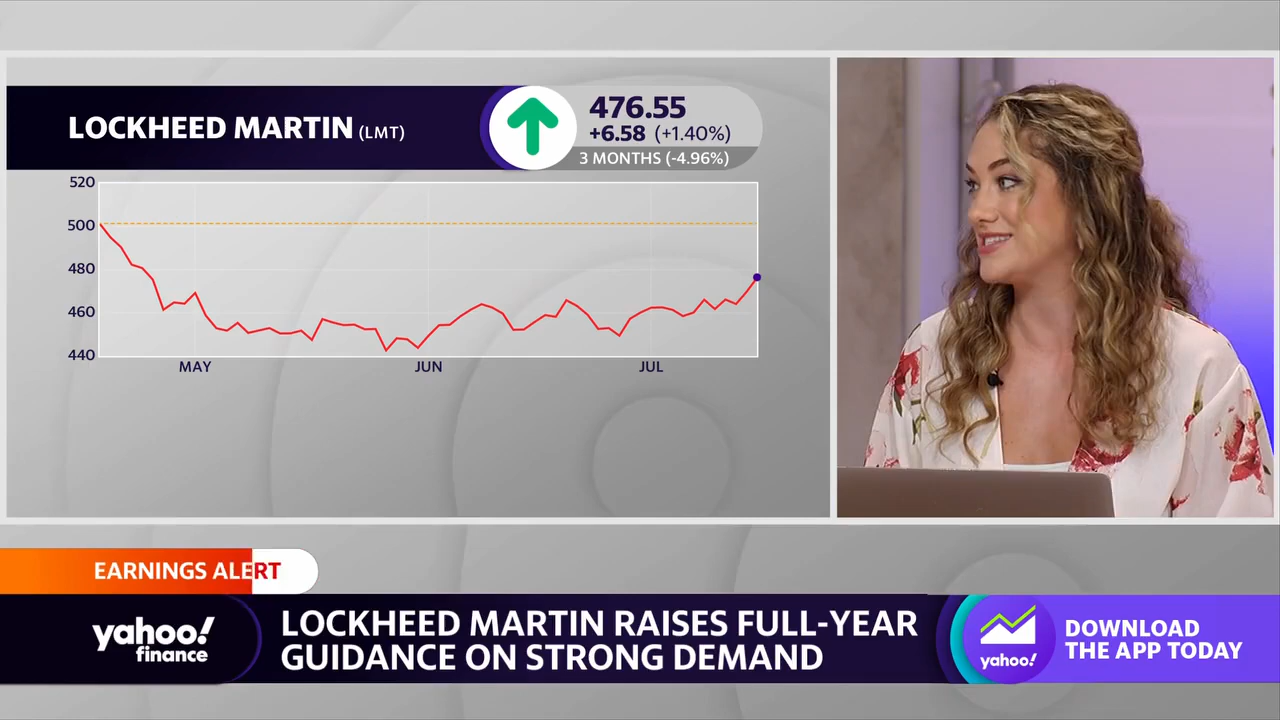 LOCKHEED MARTIN (LMT)
476.55
+6.58 (+1.40%)
3 MONTHS (-4.96%)
520
500
480
460
440
MAY JUN JUL
EARNINGS ALERT
yahoo!
finance
LOCKHEED MARTIN RAISES FULL-YEAR
GUIDANCE ON STRONG DEMAND
yahoo!
DOWNLOAD
THE APP TODAY